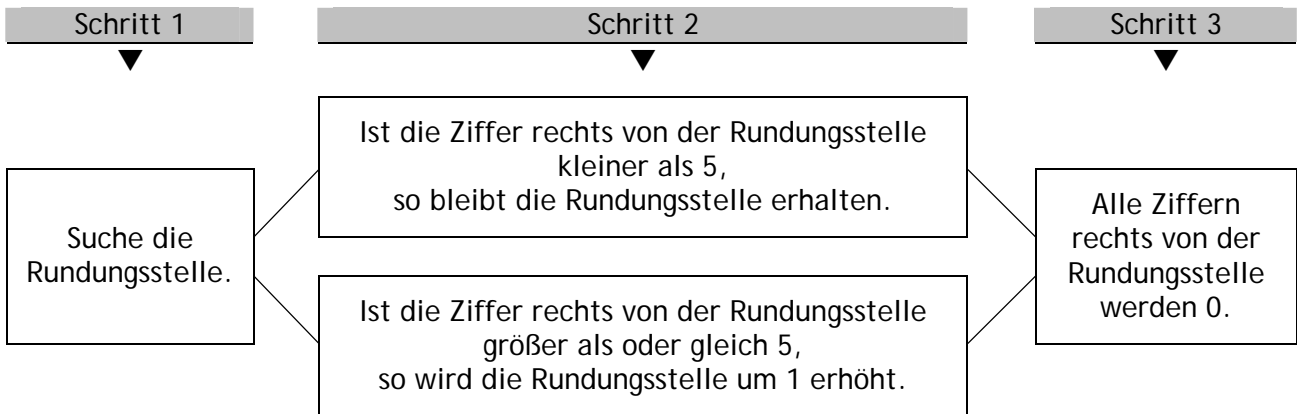 Schritt 1
Schritt 2
Schritt 3
Suche die
Rundungsstelle.
Ist die Ziffer rechts von der Rundungsstelle
kleiner als 5,
so bleibt die Rundungsstelle erhalten.
Ist die Ziffer rechts von der Rundungsstelle
größer als oder gleich 5,
so wird die Rundungsstelle um 1 erhöht.
Alle Ziffern
rechts von der
Rundungsstelle
werden 0.